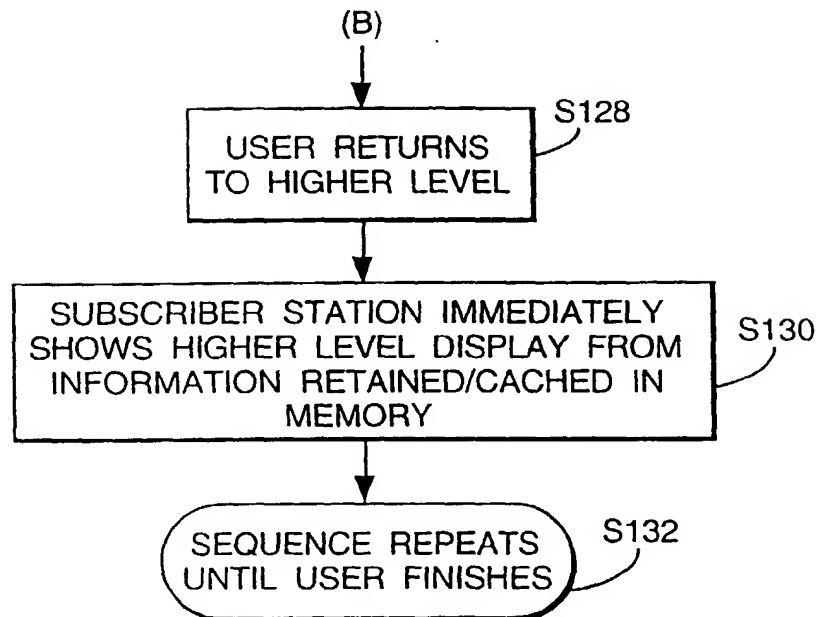 (B)
S128
USER RETURNS
TO HIGHER LEVEL
S130
SUBSCRIBER STATION IMMEDIATELY
SHOWS HIGHER LEVEL DISPLAY FROM
INFORMATION RETAINED/CACHED IN
MEMORY
S132
SEQUENCE REPEATS
UNTIL USER FINISHES